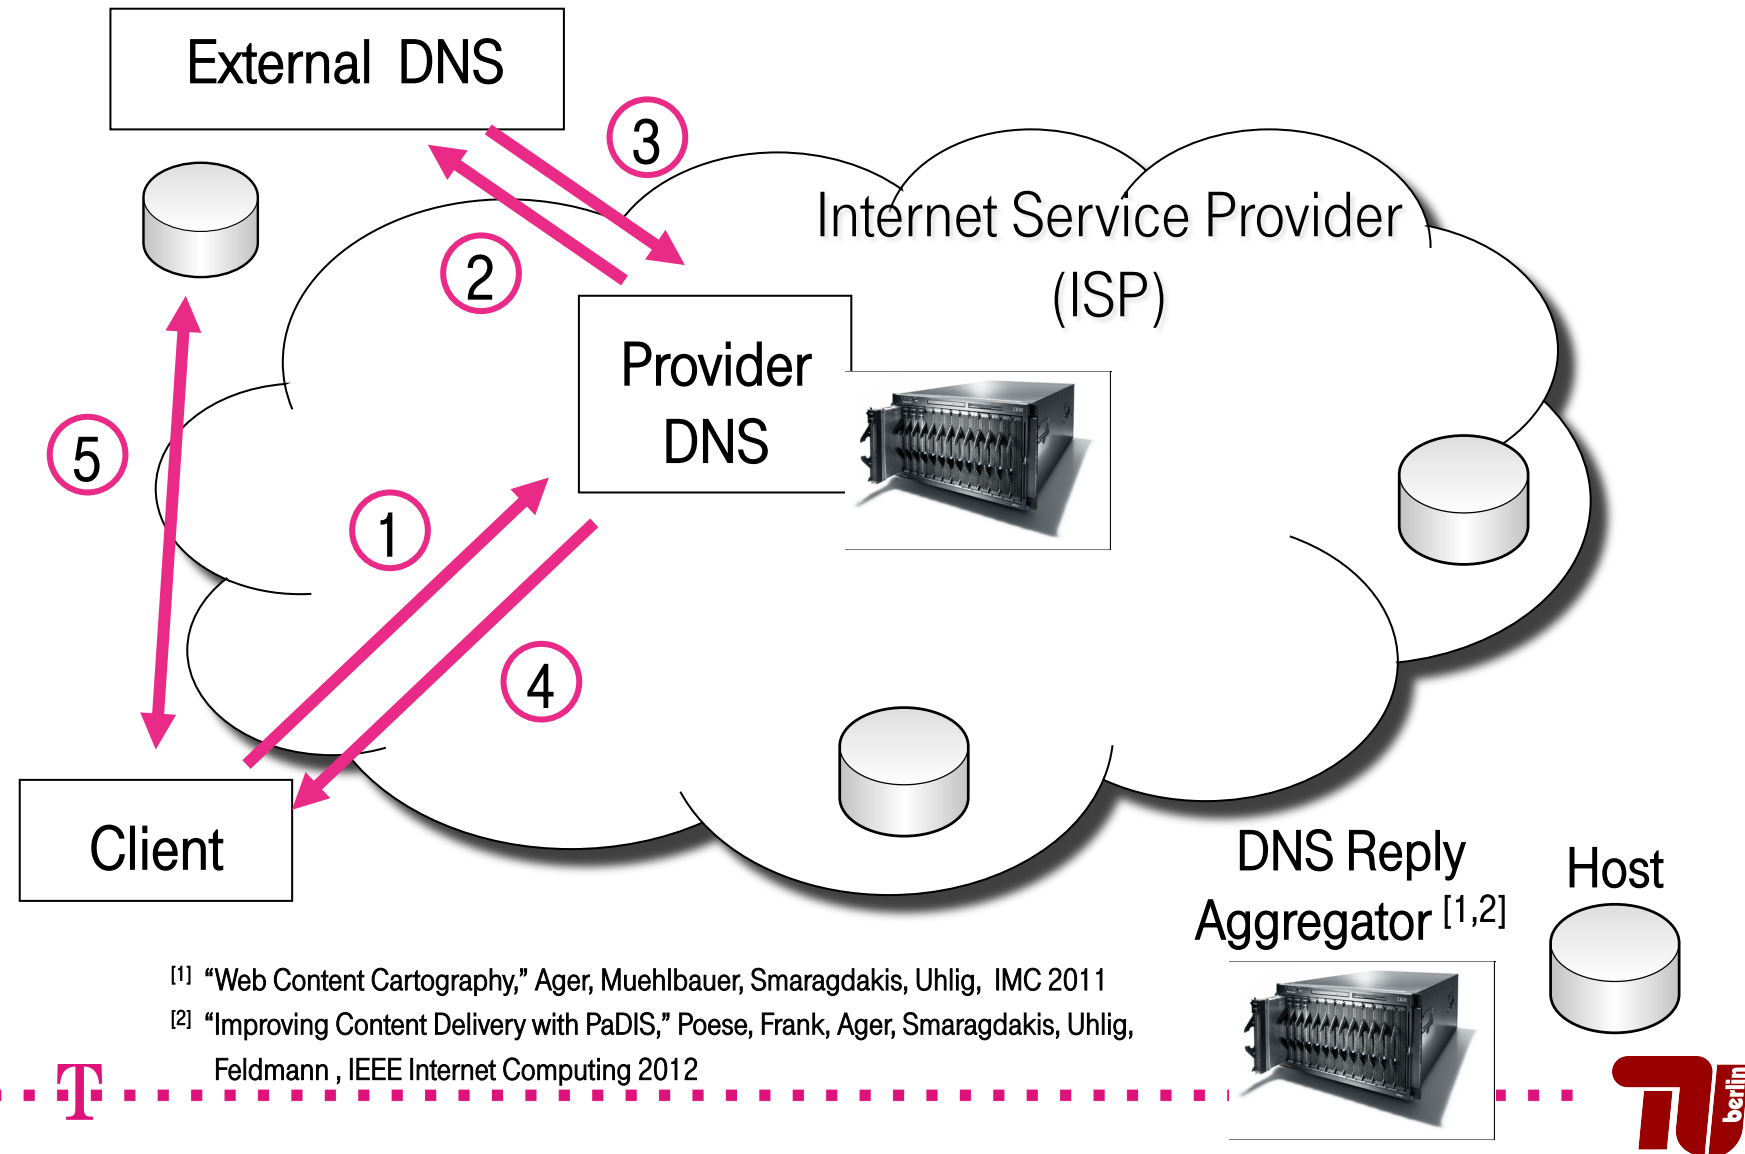 External DNS
3
Internet Service Provider
(ISP)
2
Provider
DNS
5
1
4
Client
DNS Reply
Aggregator [1,2]
Host
[1] “Web Content Cartography,” Ager, Muehlbauer, Smaragdakis, Uhlig, IMC 2011
[2] “Improving Content Delivery with PaDIS,” Poese, Frank, Ager, Smaragdakis, Uhlig,
Feldmann , IEEE Internet Computing 2012
T
berlin